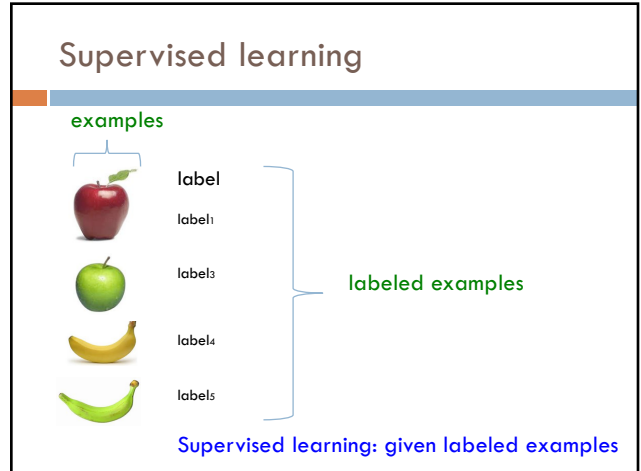 Supervised learning
examples
label
label₁
label₃
labeled examples
label₄
label₅
Supervised learning: given labeled examples